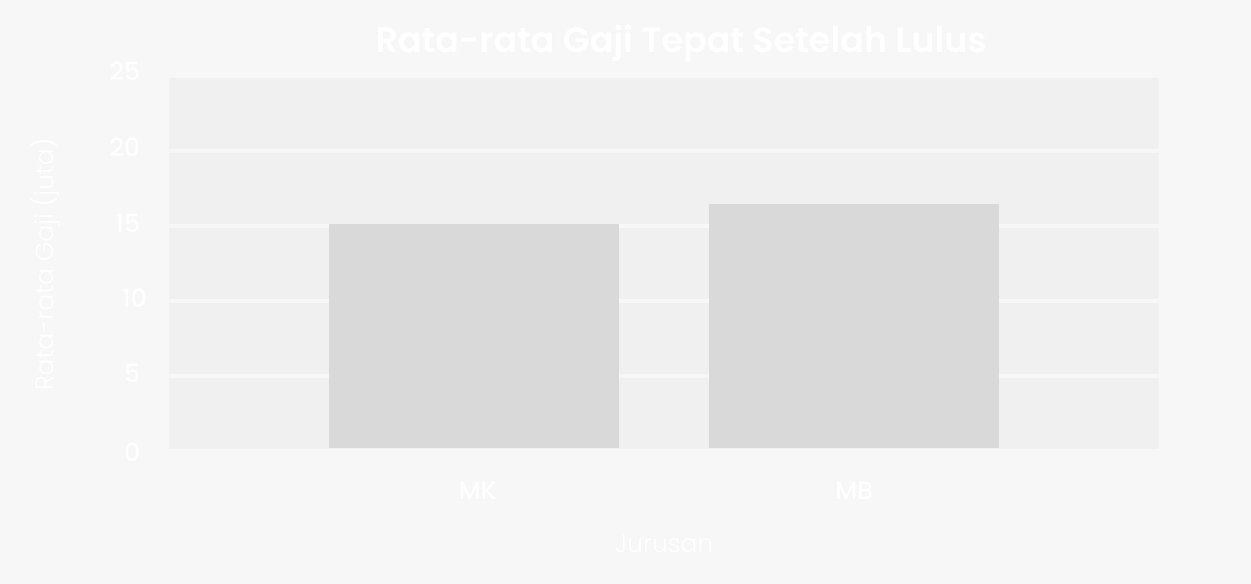 Rata-rata Gaji Tepat Setelah Lulus
25
20
15
10
5
0
Rata-rata Gaji (juta)
MK
MB
Jurusan